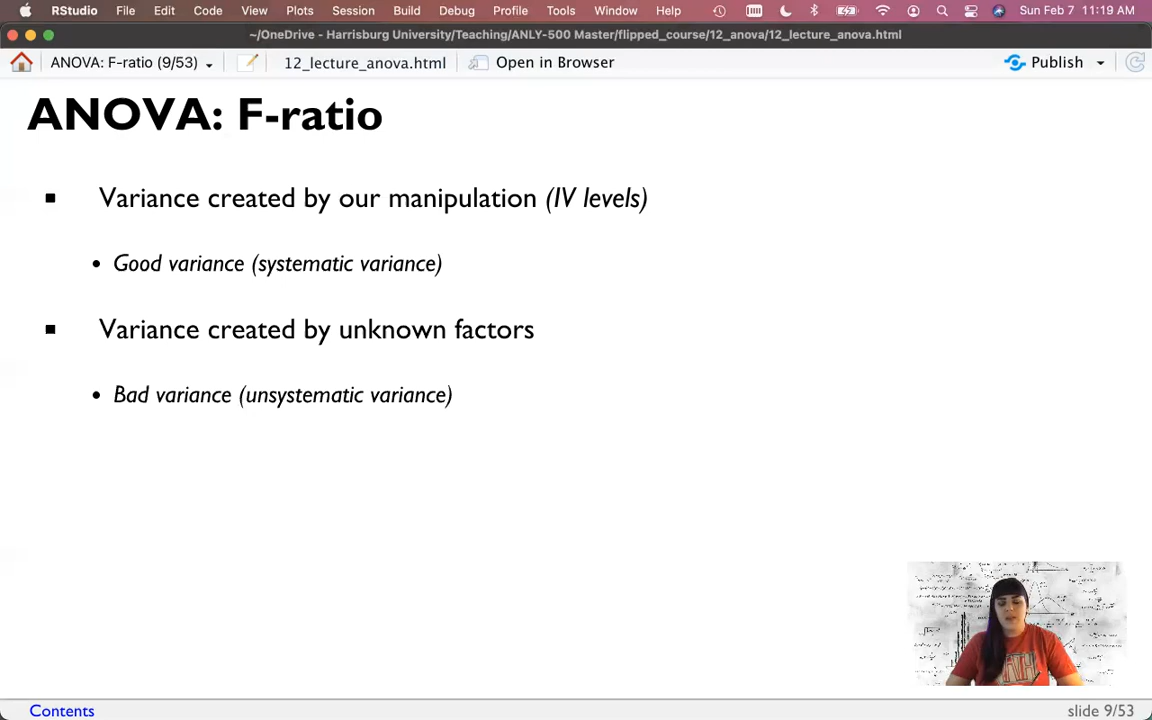 RStudio File Edit Code View Plots Session Build Debug Profile Tools Window Help Sun Feb 7 11:19 AM
~/OneDrive - Harrisburg University/Teaching/ANLY-500 Master/flipped_course/12_anova/12_lecture_anova.html
ANOVA: F-ratio (9/53) 12_lecture_anova.html Open in Browser Publish
ANOVA: F-ratio
Variance created by our manipulation (IV levels)
Good variance (systematic variance)
Variance created by unknown factors
Bad variance (unsystematic variance)
Contents slide 9/53